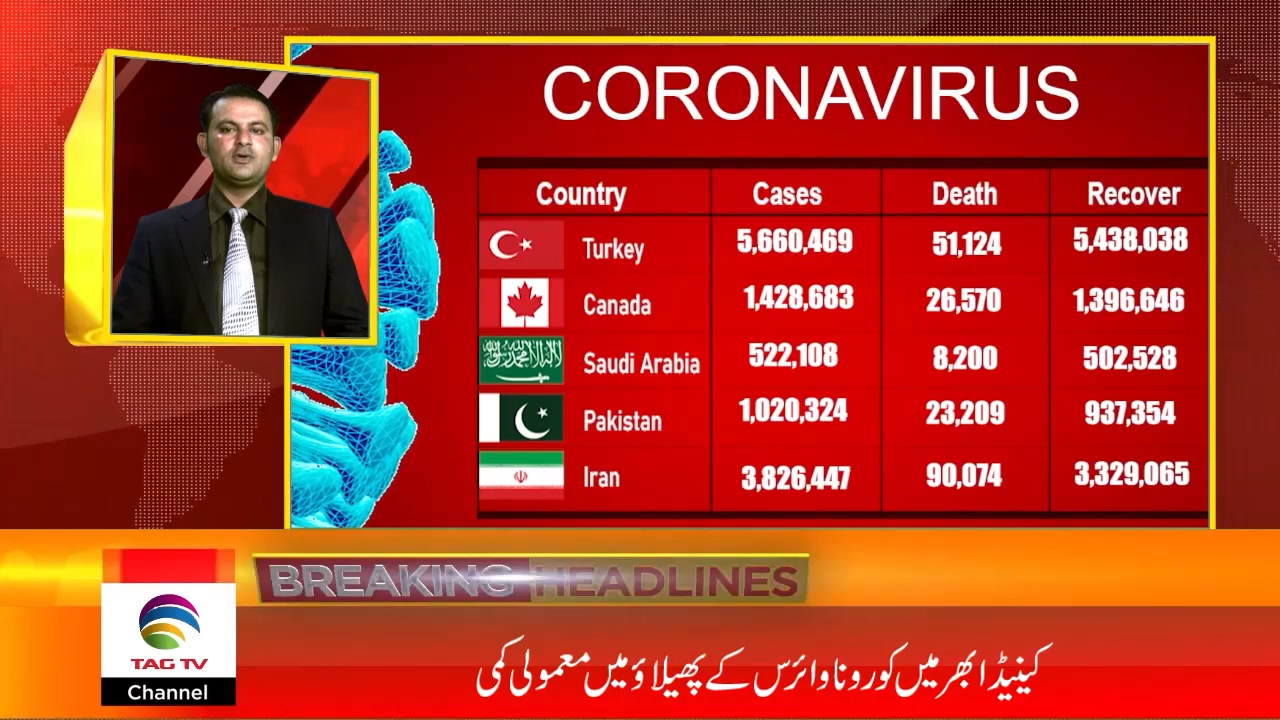 CORONAVIRUS
Country Cases Death Recover
Turkey 5,660,469 51,124 5,438,038
Canada 1,428,683 26,570 1,396,646
Saudi Arabia 522,108 8,200 502,528
Pakistan 1,020,324 23,209 937,354
Iran 3,826,447 90,074 3,329,065
BREAKING HEADLINES
TAG TV
Channel
کینیڈا بھر میں کورونا وائرس کے پھیلاؤ میں معمولی کمی